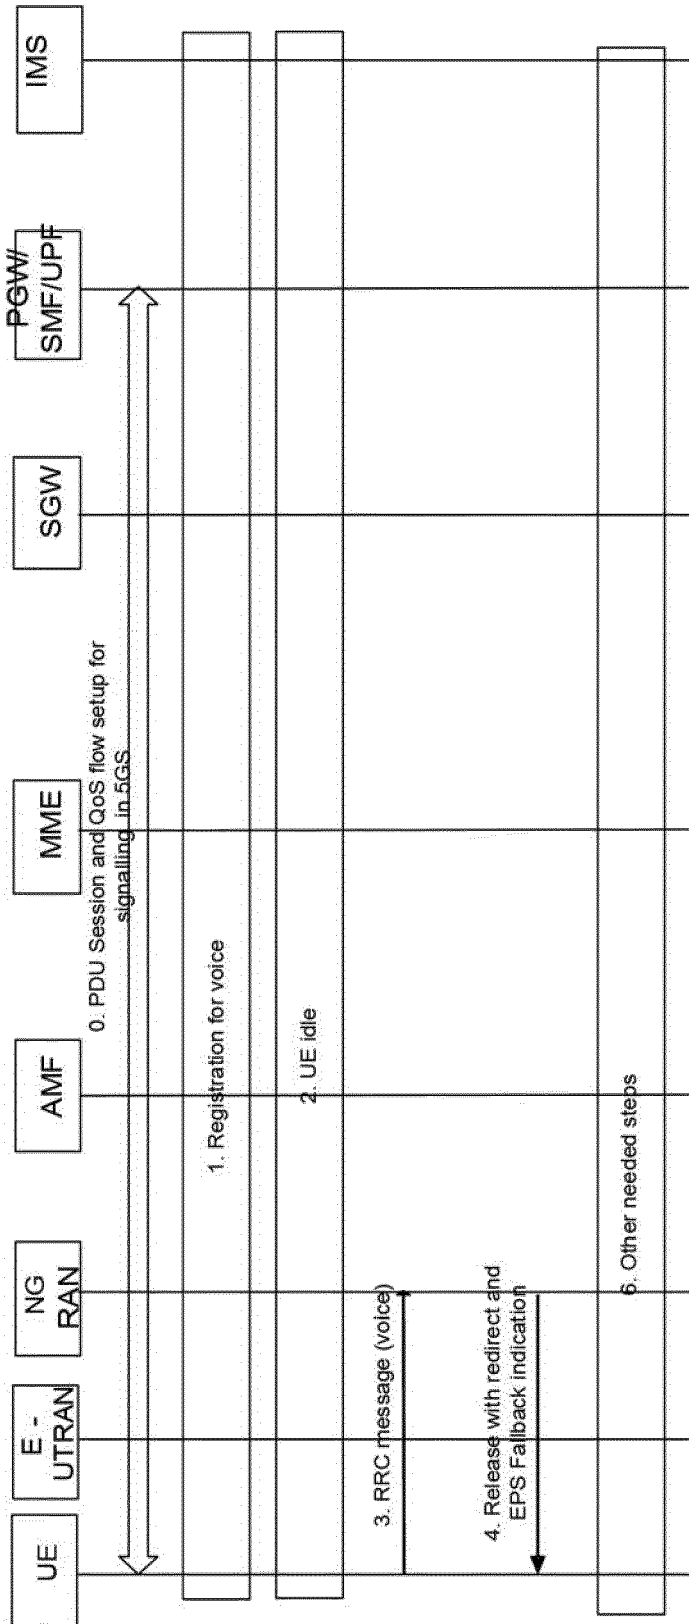 UE
E -
UTRAN
NG
RAN
AMF
MME
SGW
PGW/
SMF/UPF
IMS
0. PDU Session and QoS flow setup for
signalling in 5GS
1. Registration for voice
2. UE idle
3. RRC message (voice)
4. Release with redirect and
EPS Fallback indication
6. Other needed steps